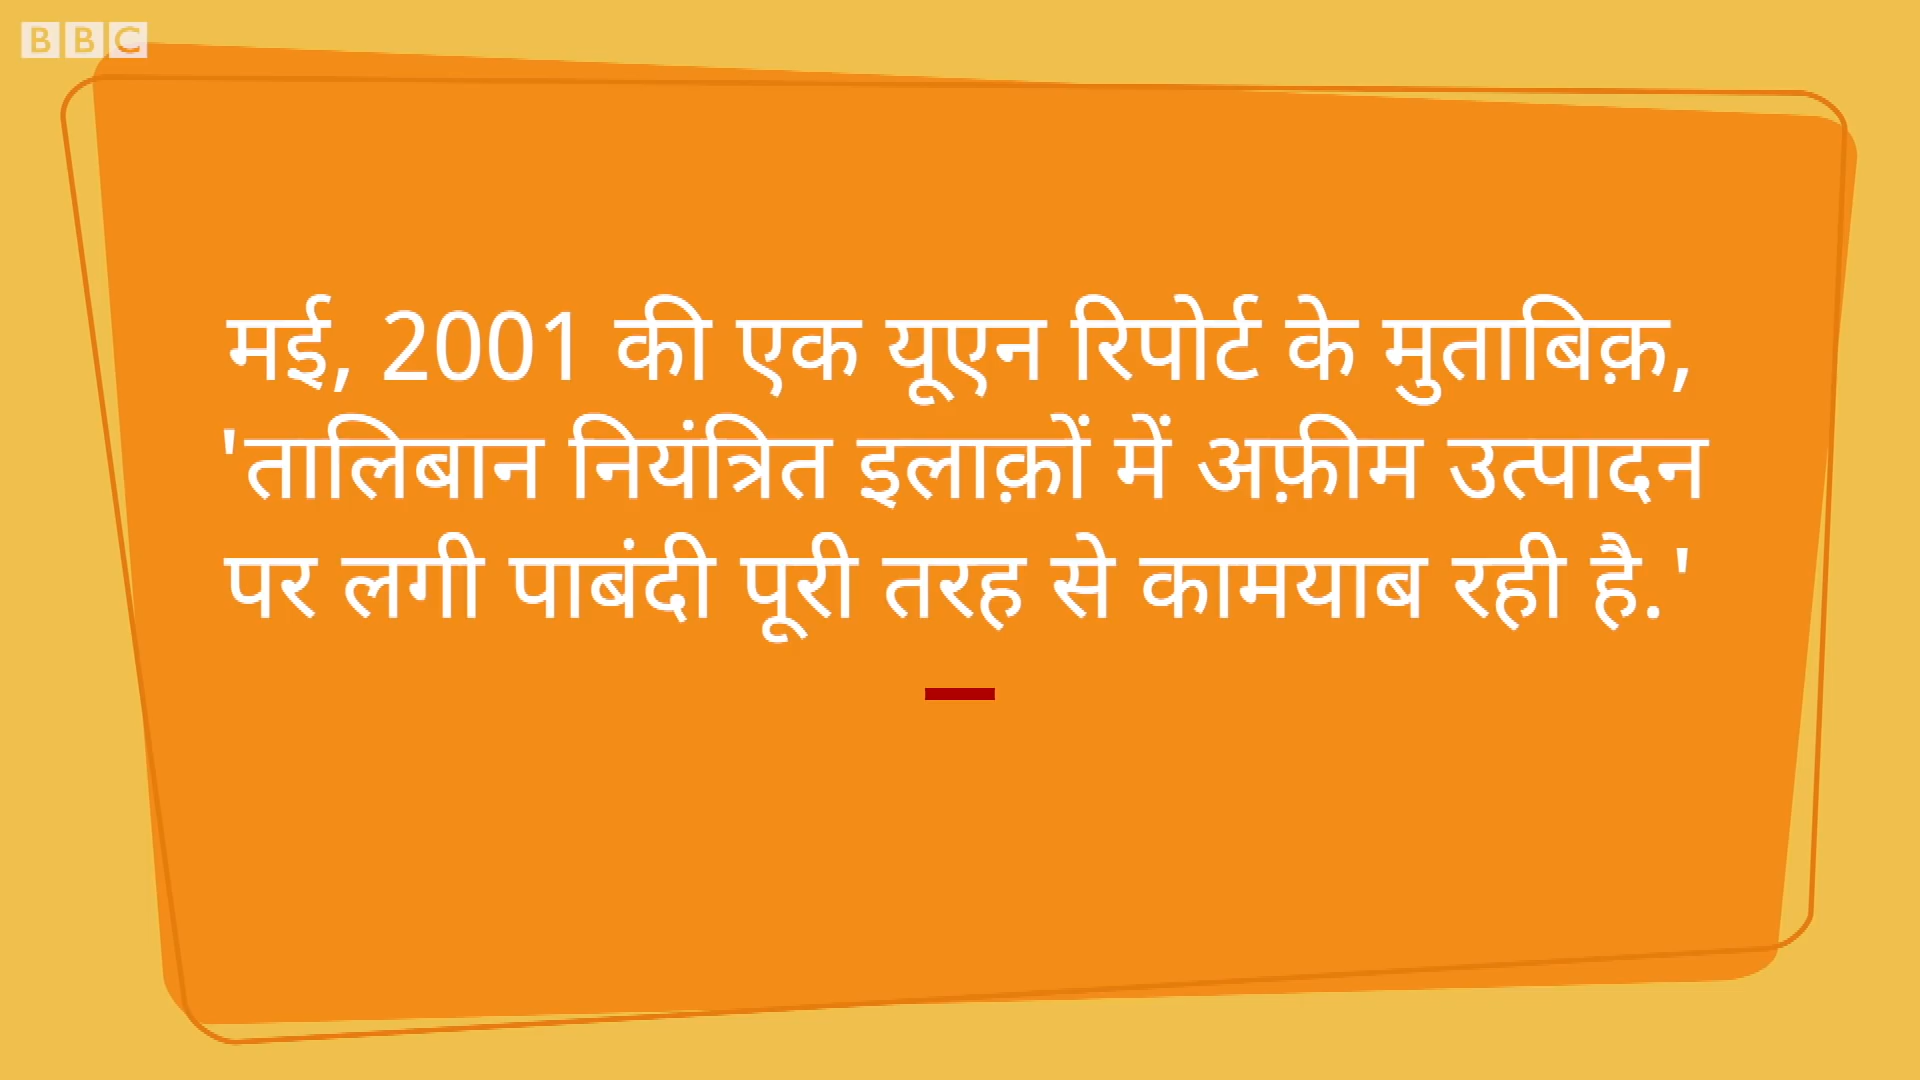 BBC
मई, 2001 की एक यूएन रिपोर्ट के मुताबिक़,
'तालिबान नियंत्रित इलाक़ों में अफ़ीम उत्पादन
पर लगी पाबंदी पूरी तरह से कामयाब रही है.'